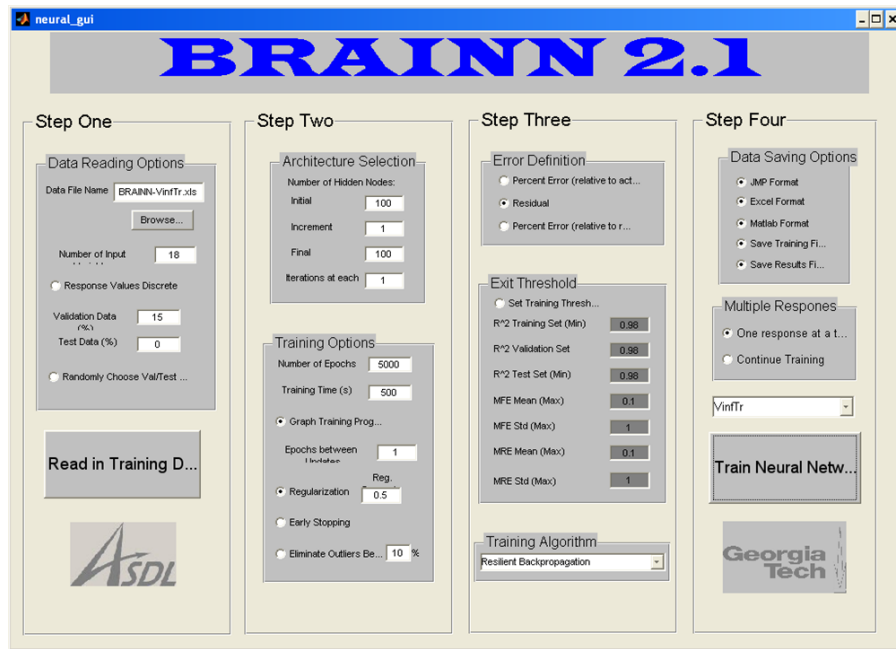 neural_gui
BRAINN 2.1
Step One
Data Reading Options
Data File Name BRAINN-VinfTr.xls
Browse...
Number of Input 18
Response Values Discrete
Validation Data 15
(%)
Test Data (%) 0
Randomly Choose Val/Test ...
Read in Training D...
ASDL
Step Two
Architecture Selection
Number of Hidden Nodes:
Initial 100
Increment 1
Final 100
Iterations at each 1
Training Options
Number of Epochs 5000
Training Time (s) 500
Graph Training Prog...
Epochs between 1
Updates
Reg.
Regularization 0.5
Early Stopping
Eliminate Outliers Be... 10 %
Step Three
Error Definition
Percent Error (relative to act...
Residual
Percent Error (relative to r...
Exit Threshold
Set Training Thresh...
R^2 Training Set (Min) 0.98
R^2 Validation Set 0.98
R^2 Test Set (Min) 0.98
MFE Mean (Max) 0.1
MFE Std (Max) 1
MRE Mean (Max) 0.1
MRE Std (Max) 1
Training Algorithm
Resilient Backpropagation
Step Four
Data Saving Options
JMP Format
Excel Format
Matlab Format
Save Training Fi...
Save Results Fi...
Multiple Respones
One response at a t...
Continue Training
VinfTr
Train Neural Netw...
Georgia
Tech